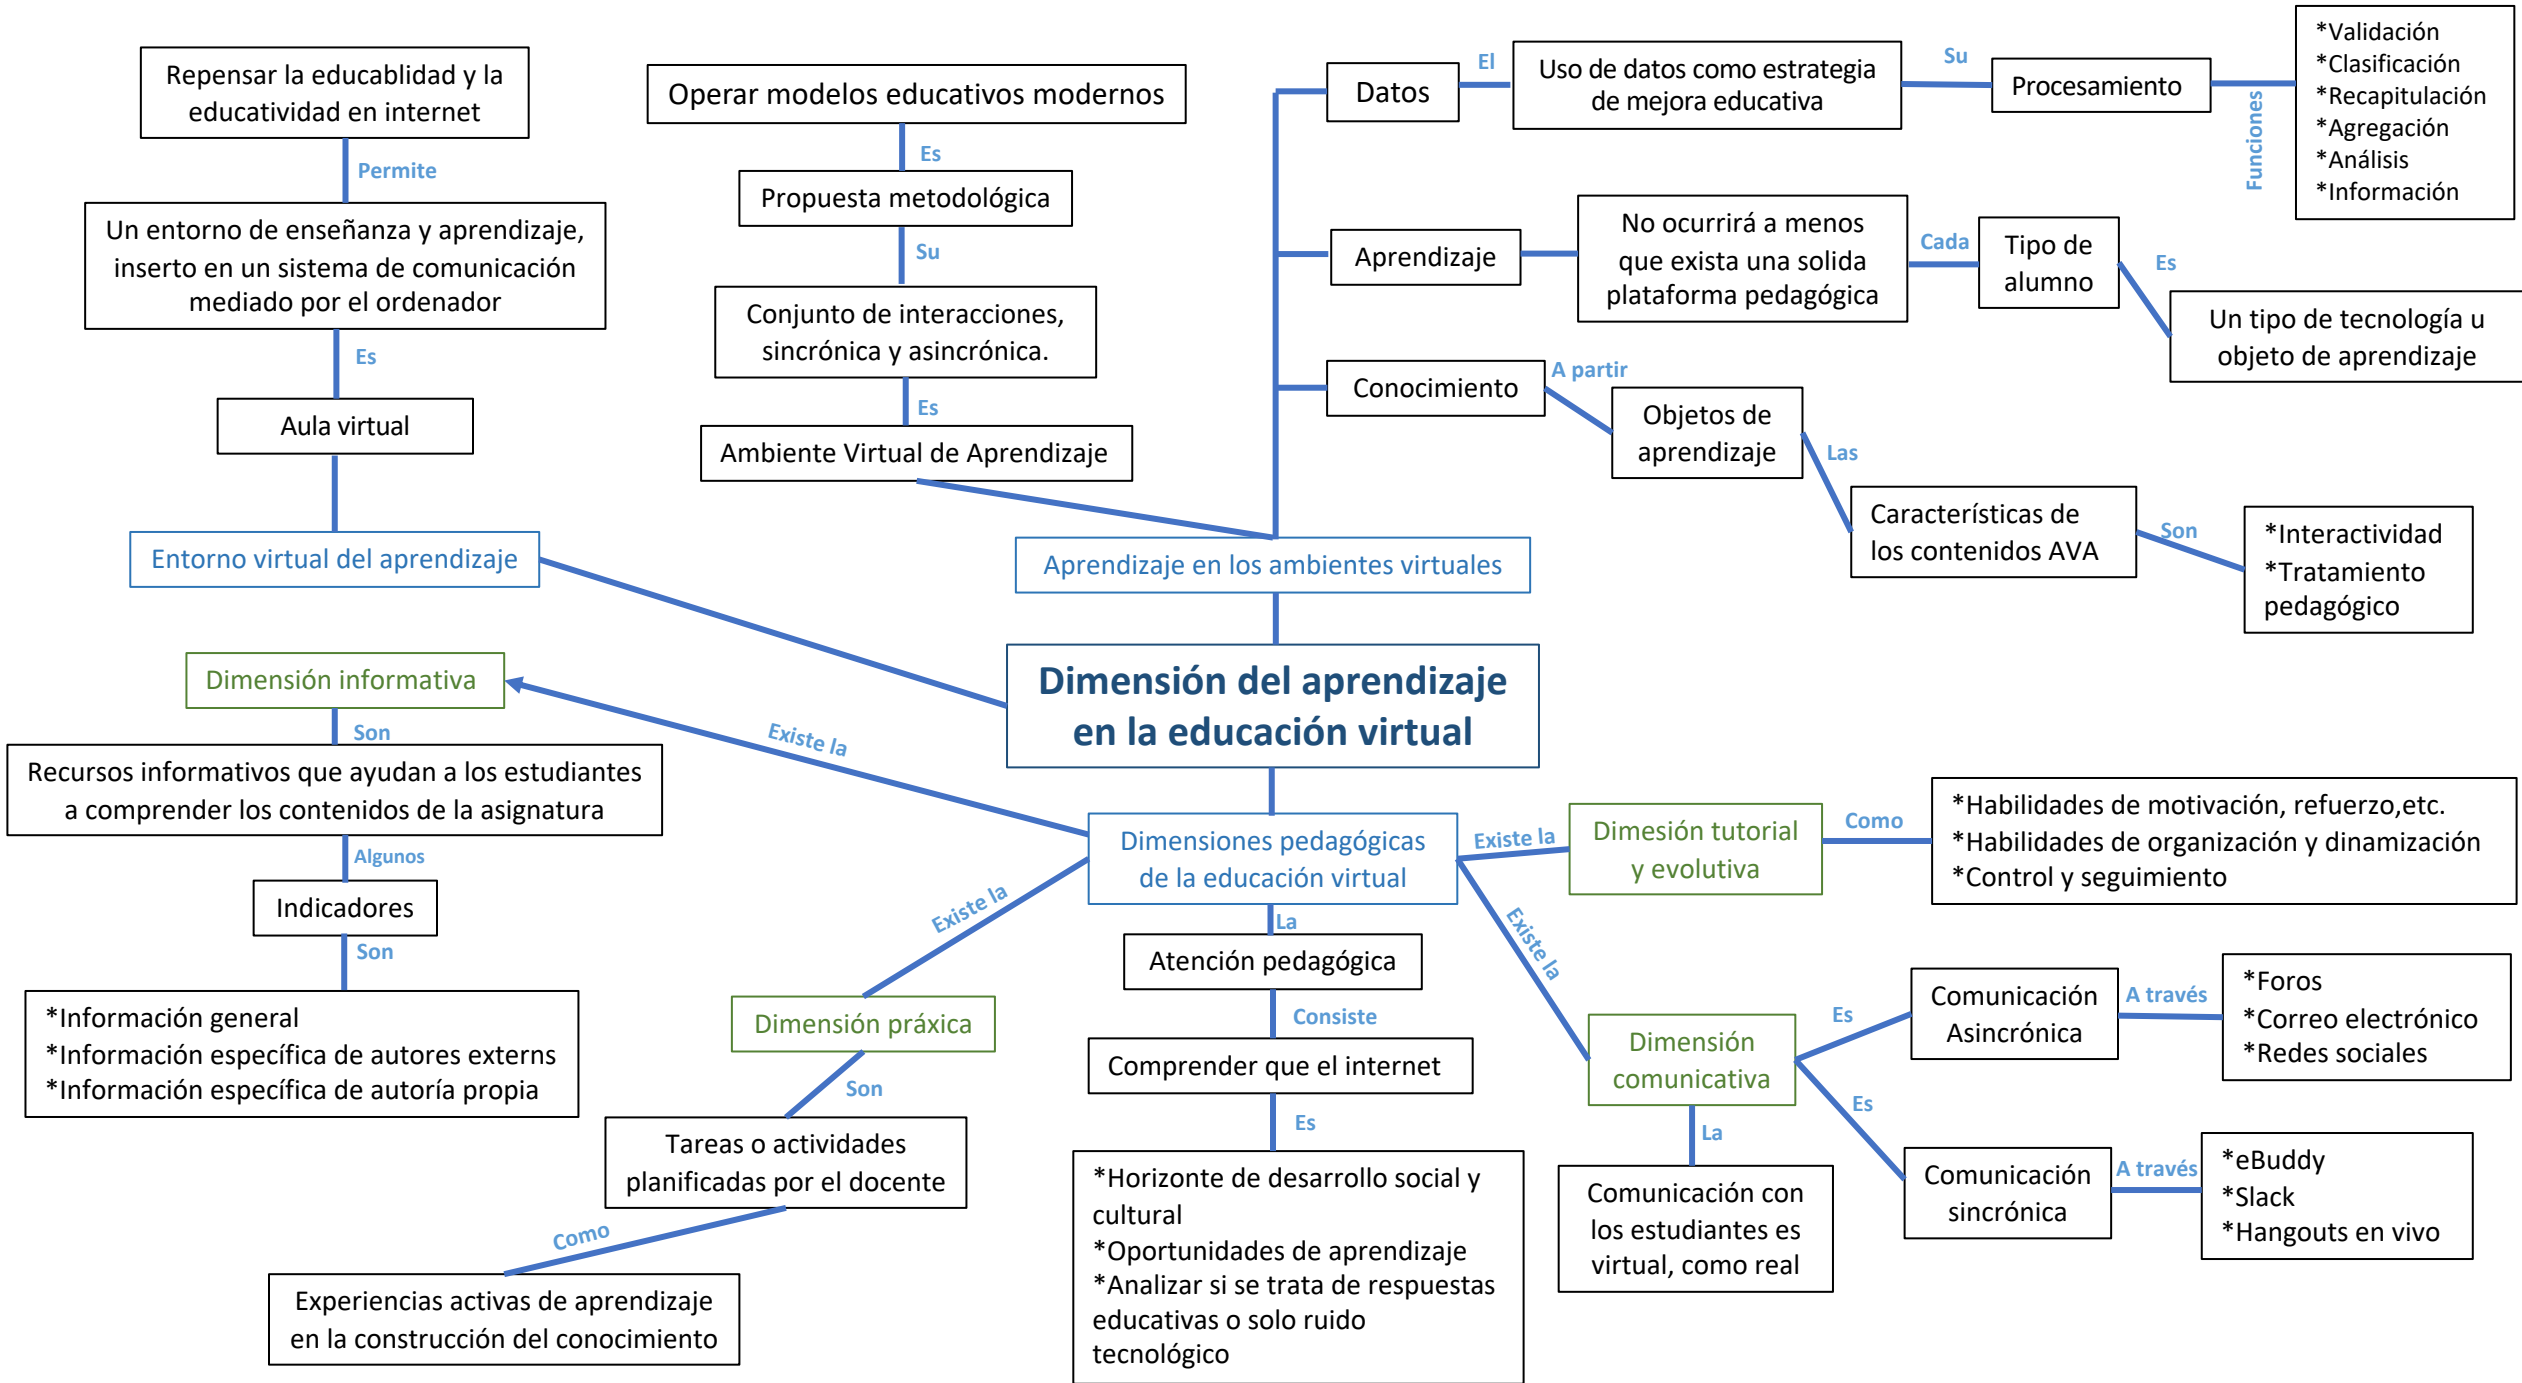 Repensar la educablidad y la
educatividad en internet
Permite
Un entorno de enseñanza y aprendizaje,
inserto en un sistema de comunicación
mediado por el ordenador
Es
Aula virtual
Entorno virtual del aprendizaje
Operar modelos educativos modernos
Es
Propuesta metodológica
Su
Conjunto de interacciones,
sincrónica y asincrónica.
Es
Ambiente Virtual de Aprendizaje
Datos
El
Uso de datos como estrategia
de mejora educativa
Su
Procesamiento
Funciones
*Validación
*Clasificación
*Recapitulación
*Agregación
*Análisis
*Información
Aprendizaje
No ocurrirá a menos
que exista una solida
plataforma pedagógica
Cada
Tipo de
alumno
Es
Un tipo de tecnología u
objeto de aprendizaje
Conocimiento
A partir
Objetos de
aprendizaje
Las
Características de
los contenidos AVA
Son
*Interactividad
*Tratamiento
pedagógico
Aprendizaje en los ambientes virtuales
Dimensión del aprendizaje
en la educación virtual
Dimensión informativa
Existe la
Son
Recursos informativos que ayudan a los estudiantes
a comprender los contenidos de la asignatura
Algunos
Indicadores
Son
*Información general
*Información específica de autores externs
*Información específica de autoría propia
Dimensiones pedagógicas
de la educación virtual
Existe la
Dimensión práxica
Son
Tareas o actividades
planificadas por el docente
Como
Experiencias activas de aprendizaje
en la construcción del conocimiento
La
Atención pedagógica
Consiste
Comprender que el internet
Es
*Horizonte de desarrollo social y
cultural
*Oportunidades de aprendizaje
*Analizar si se trata de respuestas
educativas o solo ruido
tecnológico
Existe la
Dimesión tutorial
y evolutiva
Como
*Habilidades de motivación, refuerzo,etc.
*Habilidades de organización y dinamización
*Control y seguimiento
Existe la
Dimensión
comunicativa
La
Comunicación con
los estudiantes es
virtual, como real
Es
Comunicación
Asincrónica
A través
*Foros
*Correo electrónico
*Redes sociales
Es
Comunicación
sincrónica
A través
*eBuddy
*Slack
*Hangouts en vivo